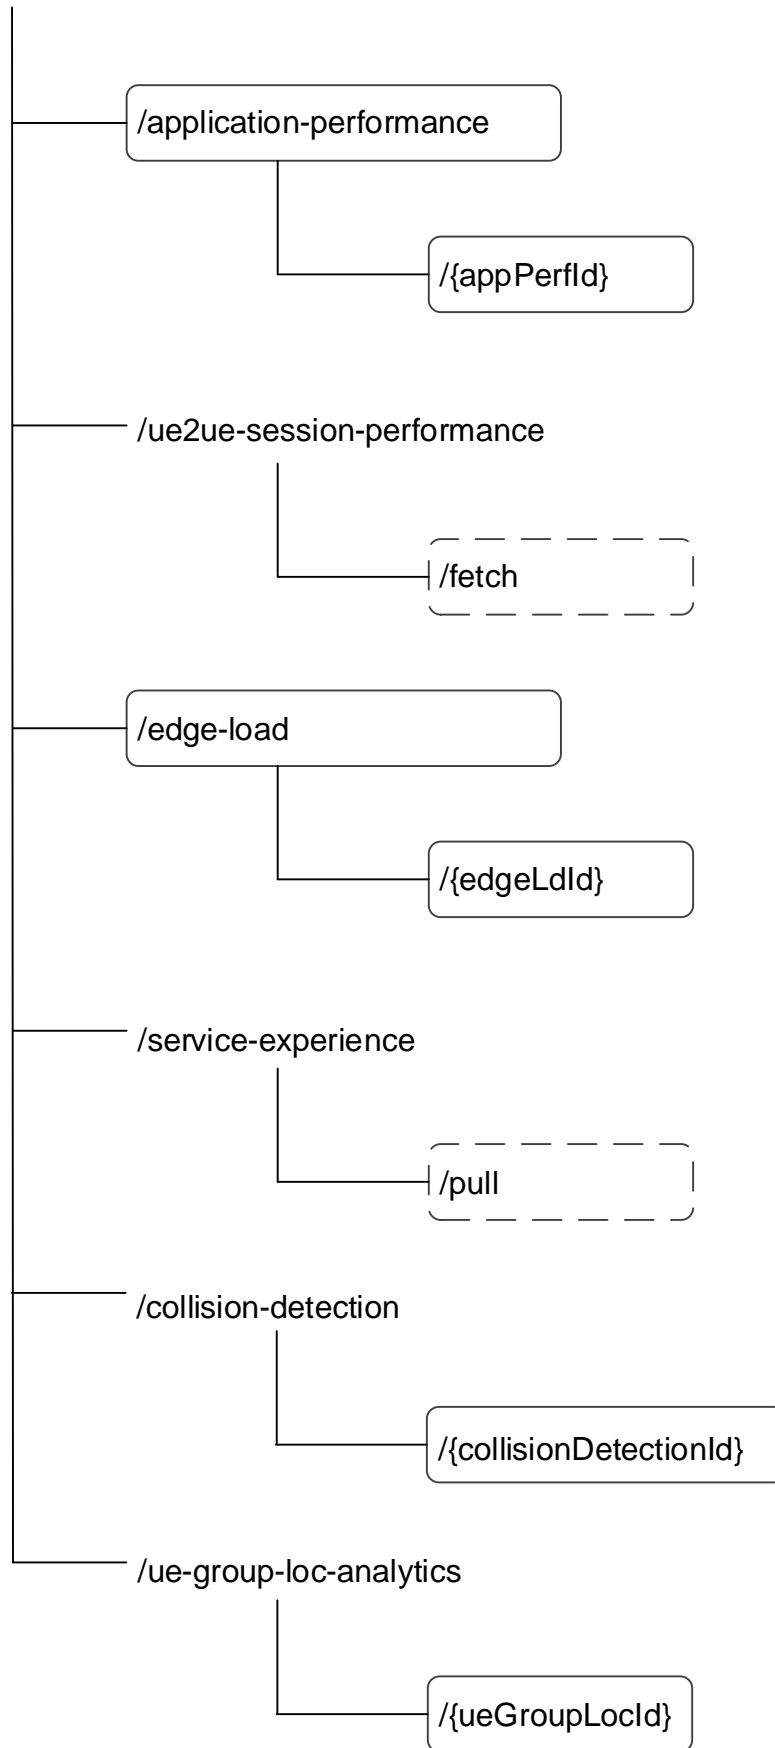 /application-performance
/{appPerfId}
/ue2ue-session-performance
/fetch
/edge-load
/{edgeLdId}
/service-experience
/pull
/collision-detection
/{collisionDetectionId}
/ue-group-loc-analytics
/{ueGroupLocId}